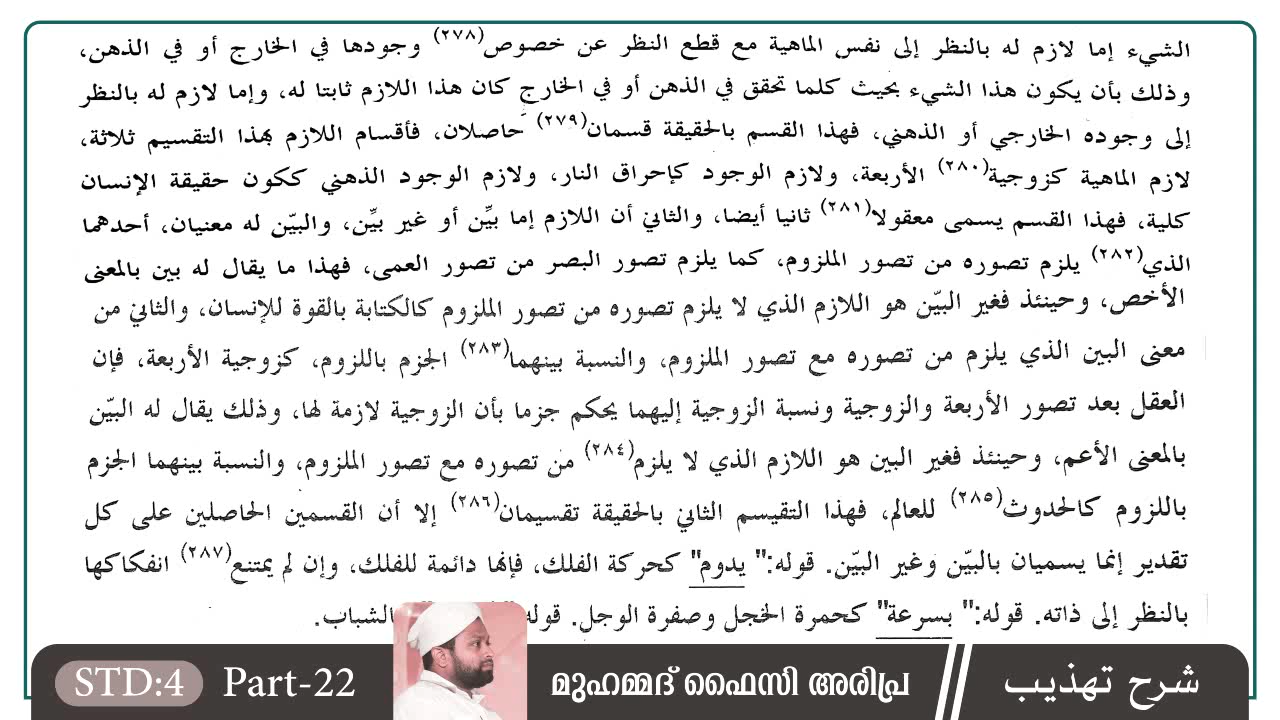 الشيء إما لازم له بالنظر إلى نفس الماهية مع قطع النظر عن خصوص(٢٧٨) وجودها في الخارج أو في الذهن،
وذلك بأن يكون هذا الشيء بحيث كلما تحقق في الذهن أو في الخارج كان هذا اللازم ثابتا له، وإما لازم له بالنظر
إلى وجوده الخارجي أو الذهني، فهذا القسم بالحقيقة قسمان(٢٧٩) حاصلان، فأقسام اللازم بهذا التقسيم ثلاثة،
لازم الماهية كزوجية(٢٨٠) الأربعة، ولازم الوجود كإحراق النار، ولازم الوجود الذهني ككون حقيقة الإنسان
كلية، فهذا القسم يسمى معقولا(٢٨١) ثانيا أيضا، والثاني أن اللازم إما بيِّن أو غير بيِّن، والبيّن له معنيان، أحدهما
الذي(٢٨٢) يلزم تصوره من تصور الملزوم، كما يلزم تصور البصر من تصور العمى، فهذا ما يقال له بين بالمعنى
الأخص، وحينئذ فغير البيّن هو اللازم الذي لا يلزم تصوره من تصور الملزوم كالكتابة بالقوة للإنسان، والثاني من
معنى البين الذي يلزم من تصوره مع تصور الملزوم، والنسبة بينهما(٢٨٣) الجزم باللزوم، كزوجية الأربعة، فإن
العقل بعد تصور الأربعة والزوجية ونسبة الزوجية إليهما يحكم جزما بأن الزوجية لازمة لها، وذلك يقال له البيّن
بالمعنى الأعم، وحينئذ فغير البين هو اللازم الذي لا يلزم(٢٨٤) من تصوره مع تصور الملزوم، والنسبة بينهما الجزم
باللزوم كالحدوث(٢٨٥) للعالم، فهذا التقيسم الثاني بالحقيقة تقسيمان(٢٨٦) إلا أن القسمين الحاصلين على كل
تقدير إنما يسميان بالبيّن وغير البيّن. قوله:" يدوم" كحركة الفلك، فإنها دائمة للفلك، وإن لم يمتنع(٢٨٧) انفكاكها
بالنظر إلى ذاته. قوله:" بسرعة" كحمرة الخجل وصفرة الوجل. قوله الشباب.
STD:4 Part-22 മുഹമ്മദ് ഫൈസി അരിപ്ര شرح تهذيب